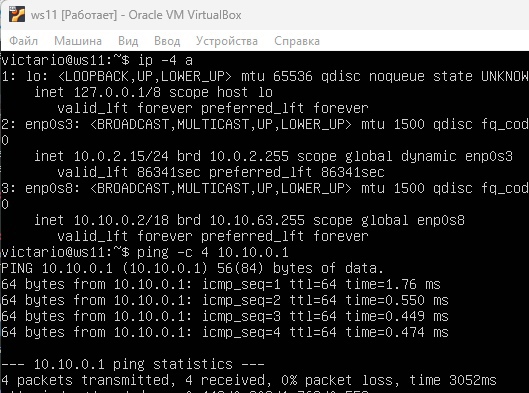 ws11 [Работает] - Oracle VM VirtualBox
Файл Машина Вид Ввод Устройства Справка
victario@ws11:~$ ip -4 a
1: lo: <LOOPBACK,UP,LOWER_UP> mtu 65536 qdisc noqueue state UNKNOW
inet 127.0.0.1/8 scope host lo
valid_lft forever preferred_lft forever
2: enp0s3: <BROADCAST,MULTICAST,UP,LOWER_UP> mtu 1500 qdisc fq_cod
0
inet 10.0.2.15/24 brd 10.0.2.255 scope global dynamic enp0s3
valid_lft 86341sec preferred_lft 86341sec
3: enp0s8: <BROADCAST,MULTICAST,UP,LOWER_UP> mtu 1500 qdisc fq_cod
0
inet 10.10.0.2/18 brd 10.10.63.255 scope global enp0s8
valid_lft forever preferred_lft forever
victario@ws11:~$ ping -c 4 10.10.0.1
PING 10.10.0.1 (10.10.0.1) 56(84) bytes of data.
64 bytes from 10.10.0.1: icmp_seq=1 ttl=64 time=1.76 ms
64 bytes from 10.10.0.1: icmp_seq=2 ttl=64 time=0.550 ms
64 bytes from 10.10.0.1: icmp_seq=3 ttl=64 time=0.449 ms
64 bytes from 10.10.0.1: icmp_seq=4 ttl=64 time=0.474 ms
--- 10.10.0.1 ping statistics ---
4 packets transmitted, 4 received, 0% packet loss, time 3052ms